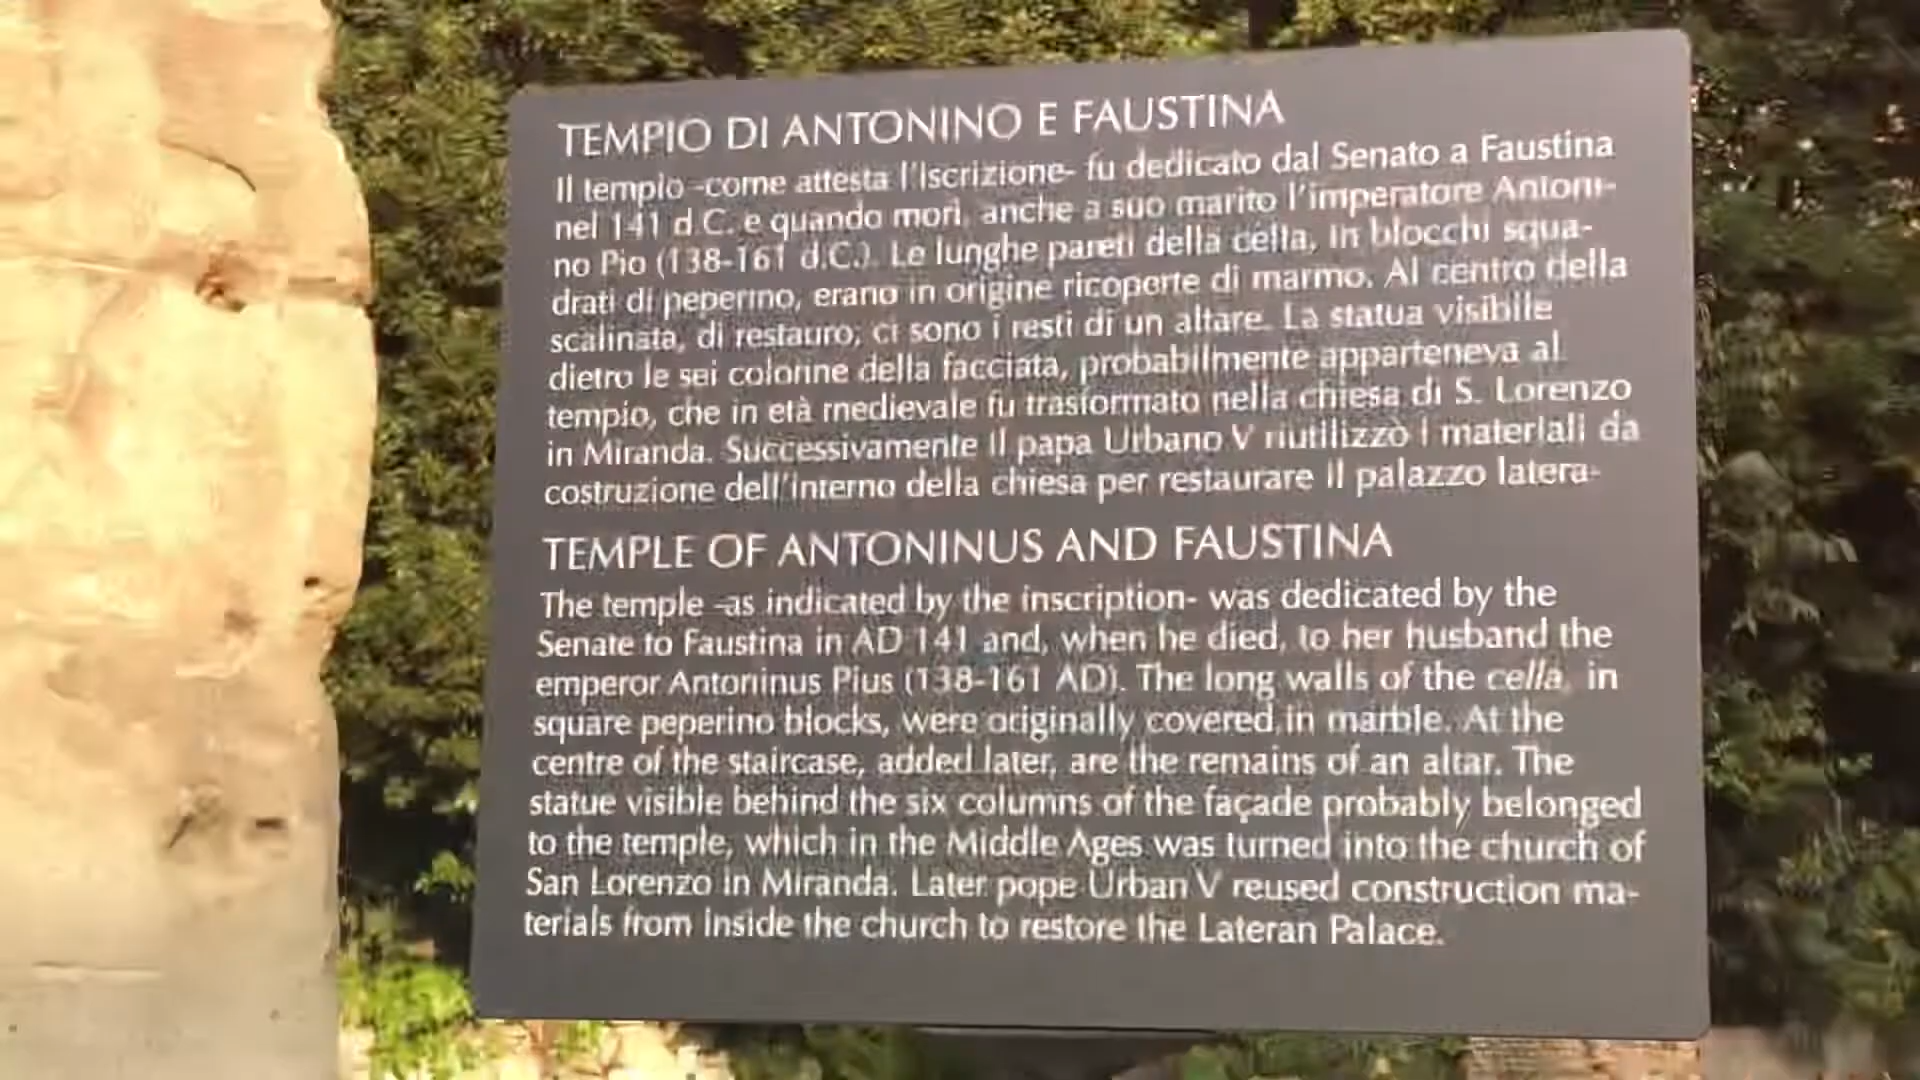 TEMPIO DI ANTONINO E FAUSTINA
Il tempio -come attesta l'iscrizione- fu dedicato dal Senato a Faustina
nel 141 d.C. e quando morì, anche a suo marito l'imperatore Antoni-
no Pio (138-161 d.C.). Le lunghe pareti della cella, in blocchi squa-
drati di peperino, erano in origine ricoperte di marmo. Al centro della
scalinata, di restauro, ci sono i resti di un altare. La statua visibile
dietro le sei colonne della facciata, probabilmente apparteneva al
tempio, che in età medievale fu trasformato nella chiesa di S. Lorenzo
in Miranda. Successivamente il papa Urbano V riutilizzò i materiali da
costruzione dell'interno della chiesa per restaurare il palazzo latera-
TEMPLE OF ANTONINUS AND FAUSTINA
The temple -as indicated by the inscription- was dedicated by the
Senate to Faustina in AD 141 and, when he died, to her husband the
emperor Antoninus Pius (138-161 AD). The long walls of the cella, in
square peperino blocks, were originally covered in marble. At the
centre of the staircase, added later, are the remains of an altar. The
statue visible behind the six columns of the façade probably belonged
to the temple, which in the Middle Ages was turned into the church of
San Lorenzo in Miranda. Later pope Urban V reused construction ma-
terials from inside the church to restore the Lateran Palace.